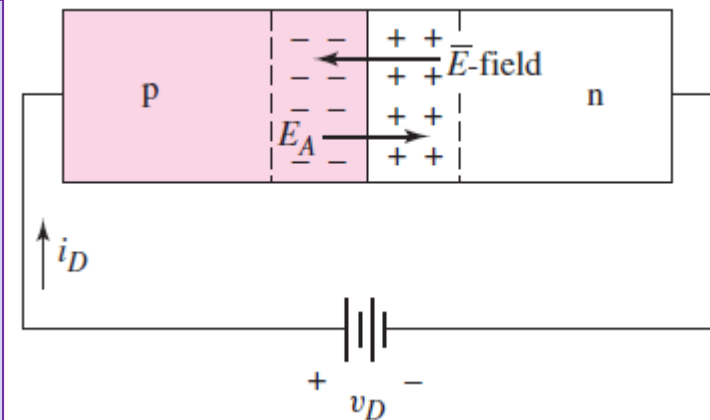 – – + +
E̅-field
– – + +
p
n
– – + +
E_A
– – + +
i_D
+ –
v_D